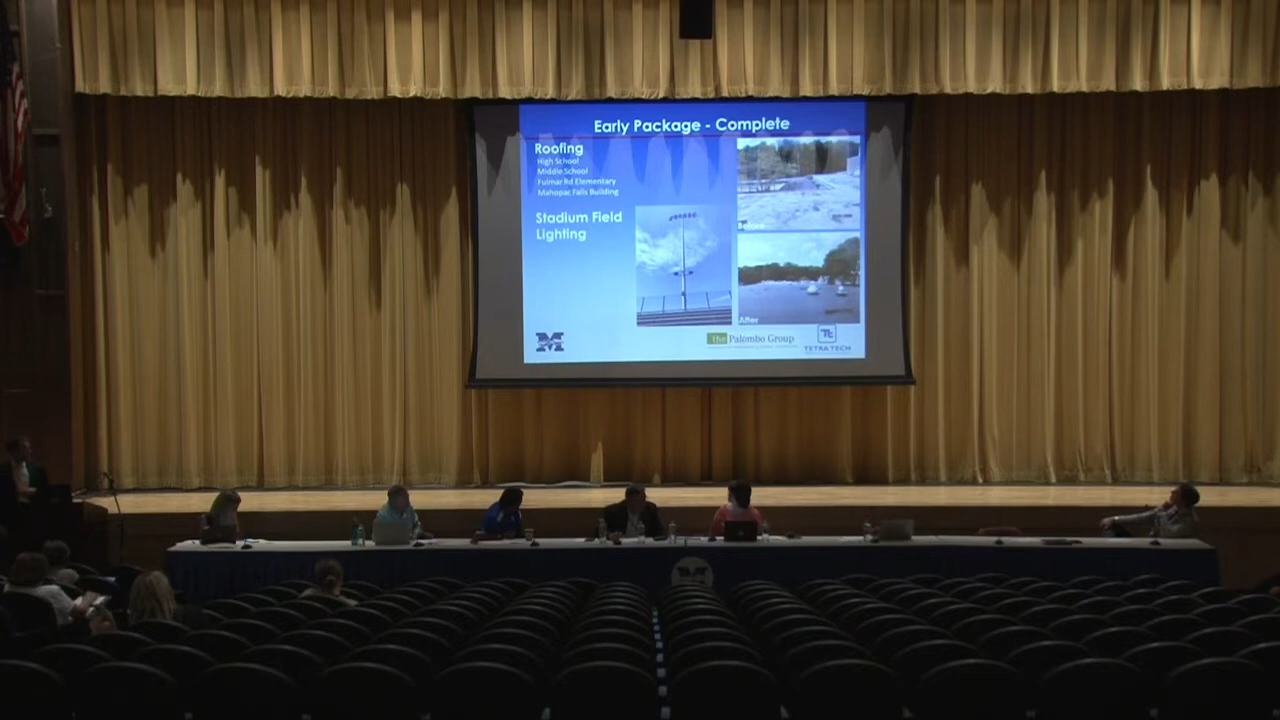 Early Package - Complete
Roofing
High School
Middle School
Fulmar Rd Elementary
Mahopac Falls Building
Stadium Field
Lighting
Before
After
M
the Palombo Group
Tt
TETRA TECH
M